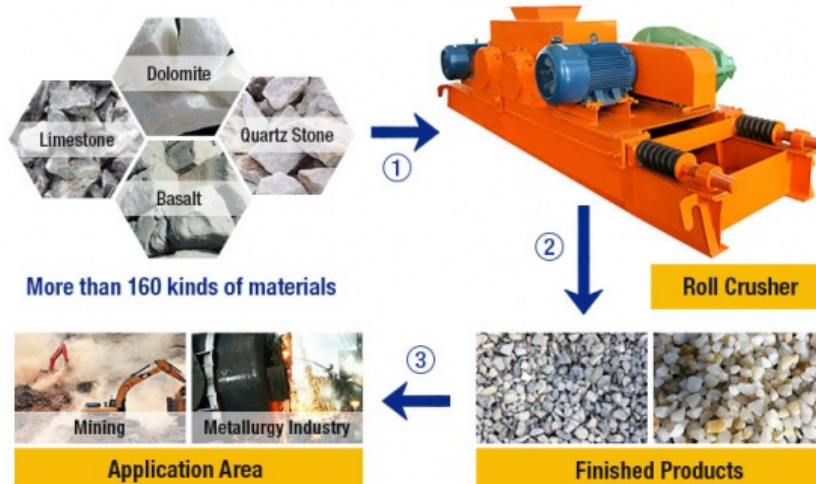 Dolomite
Limestone
Quartz Stone
Basalt
More than 160 kinds of materials
①
Roll Crusher
②
Finished Products
③
Mining
Metallurgy Industry
Application Area